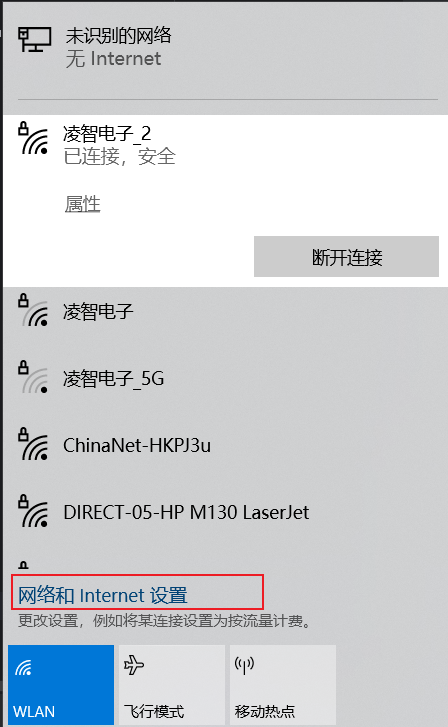 未识别的网络
无 Internet
凌智电子_2
已连接，安全
属性
断开连接
凌智电子
凌智电子_5G
ChinaNet-HKPJ3u
DIRECT-05-HP M130 LaserJet
网络和 Internet 设置
更改设置，例如将某连接设置为按流量计费。
WLAN
飞行模式
移动热点